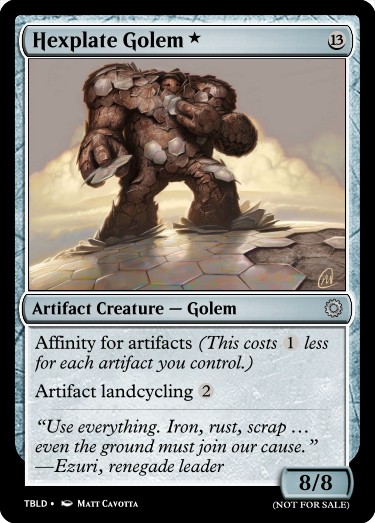 Hexplate Golem ★ 13
Artifact Creature — Golem
Affinity for artifacts (This costs 1 less
for each artifact you control.)
Artifact landcycling 2
“Use everything. Iron, rust, scrap …
even the ground must join our cause.”
—Ezuri, renegade leader
8/8
TBLD • Matt Cavotta
(NOT FOR SALE)